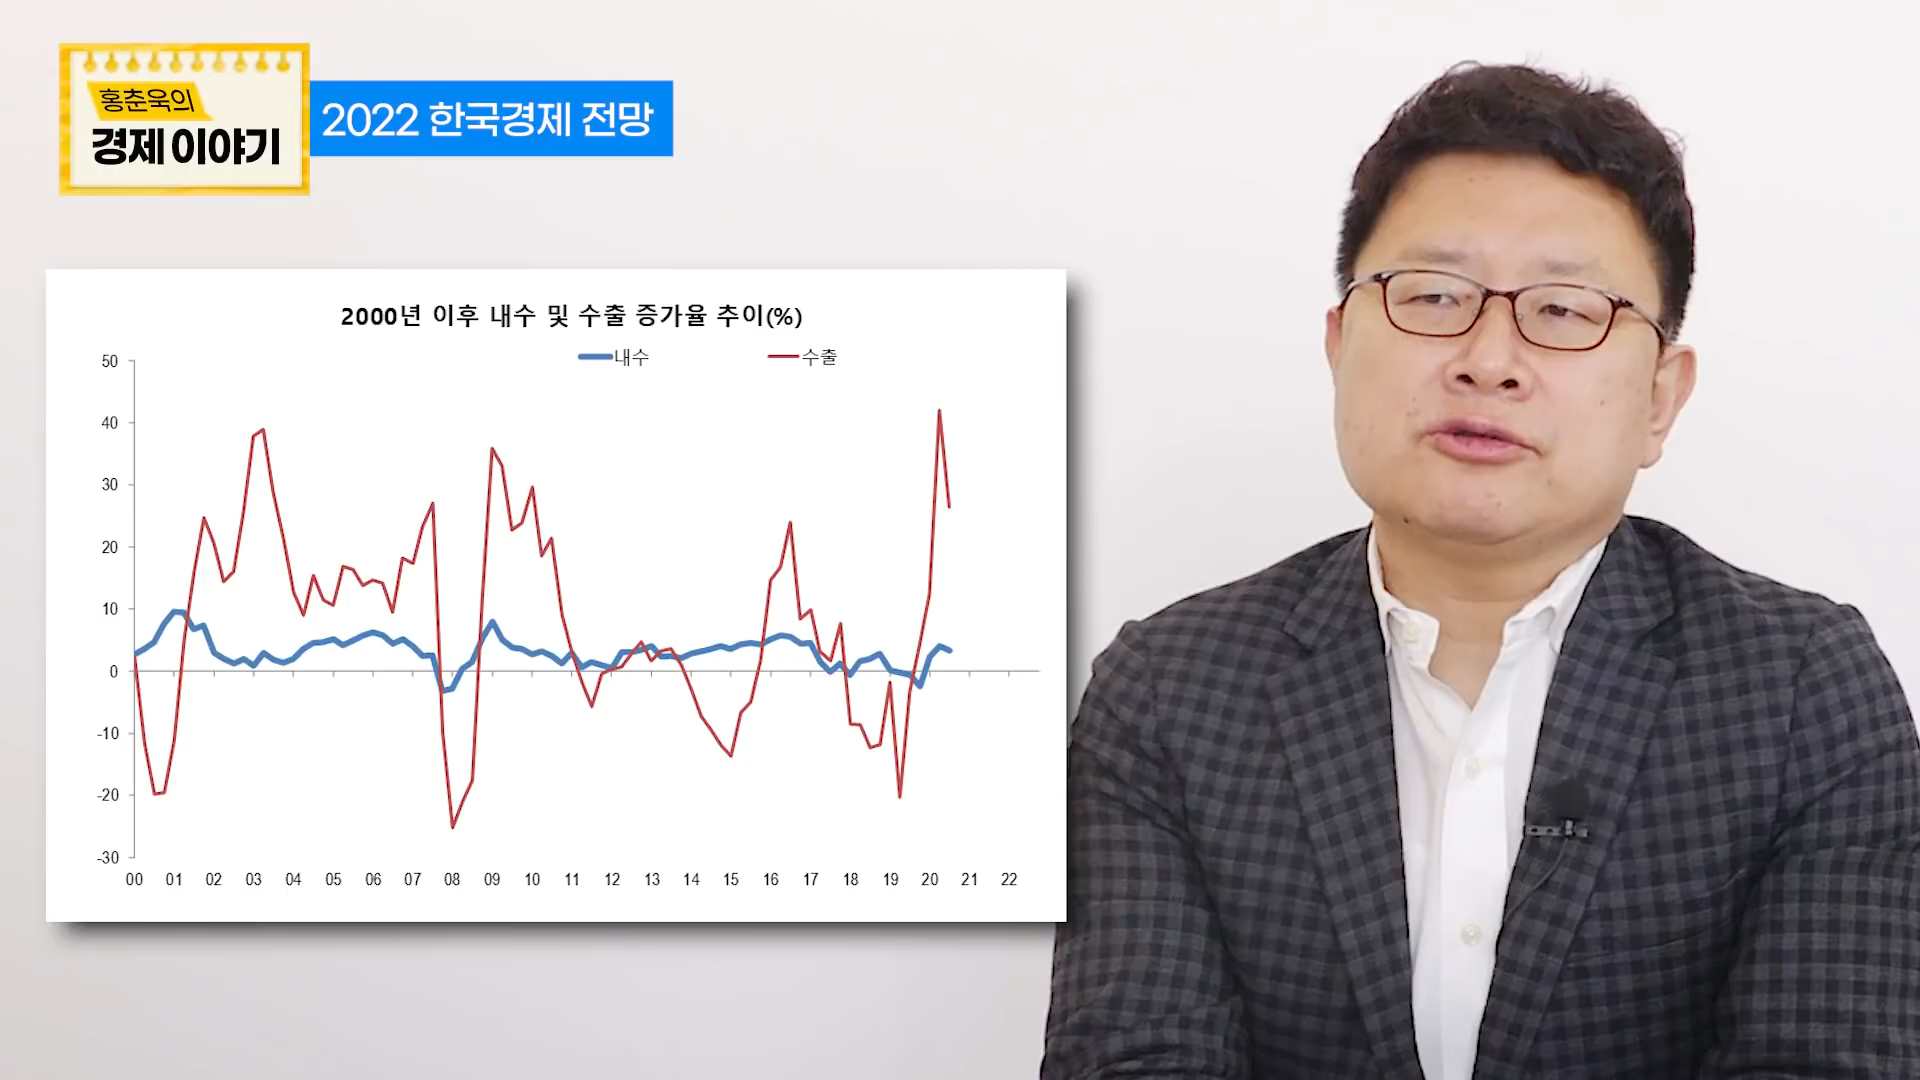 홍춘욱의
경제 이야기
2022 한국경제 전망
2000년 이후 내수 및 수출 증가율 추이(%)
내수 수출
50
40
30
20
10
0
-10
-20
-30
00 01 02 03 04 05 06 07 08 09 10 11 12 13 14 15 16 17 18 19 20 21 22